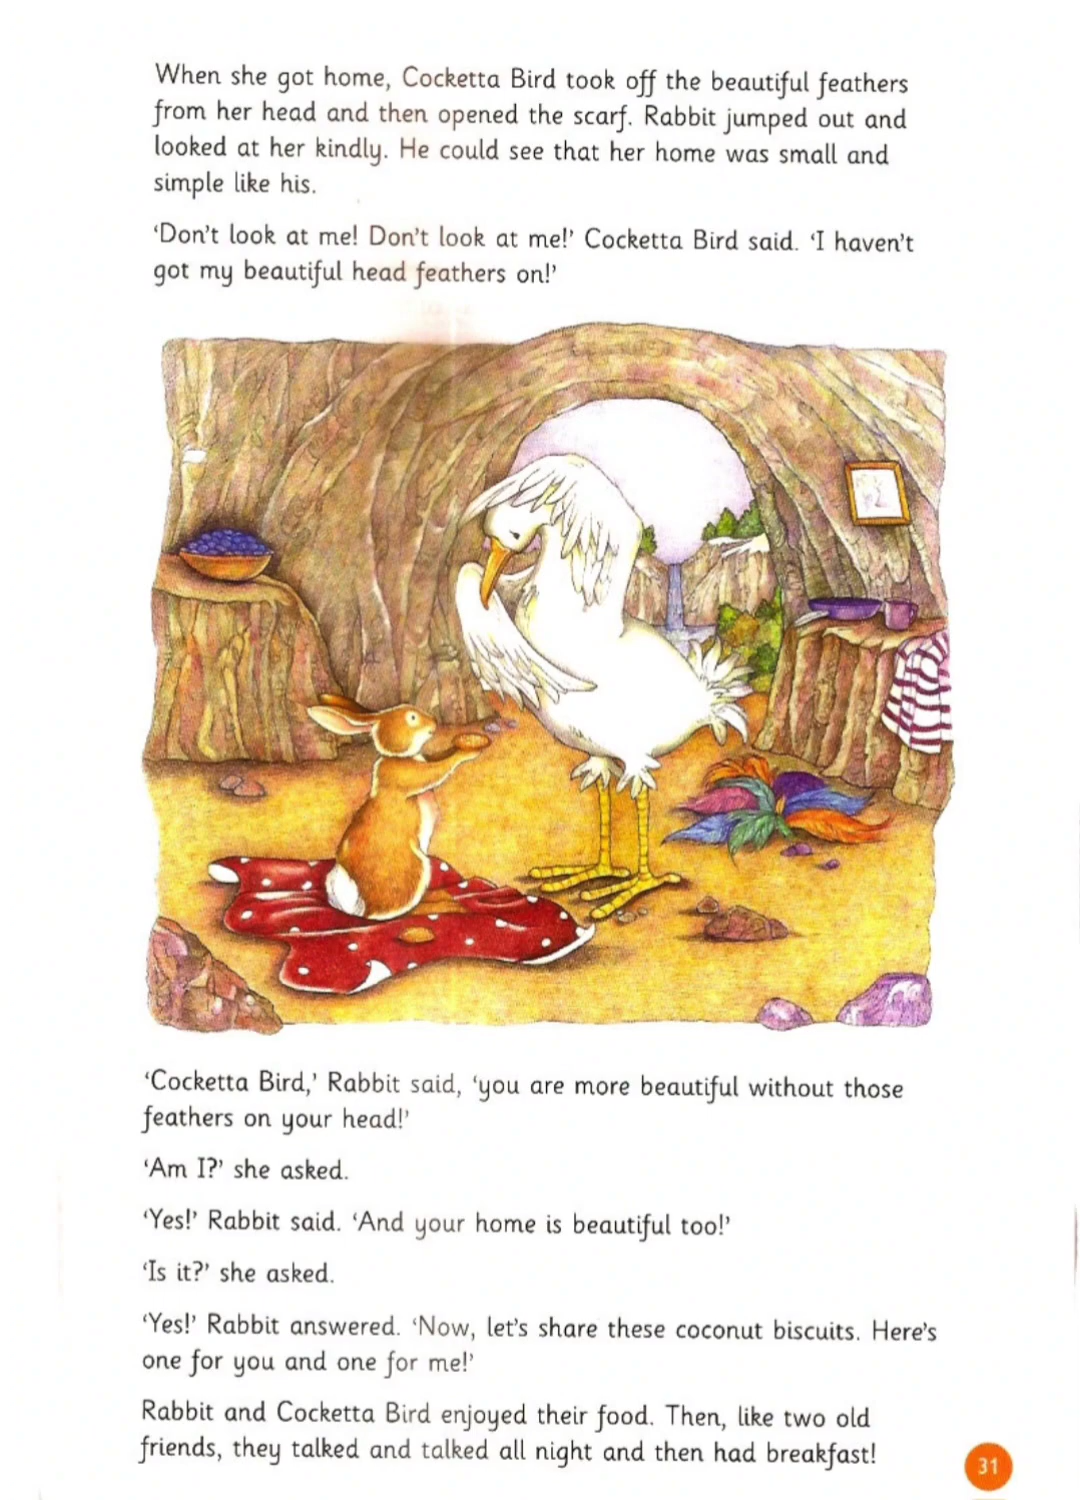 When she got home, Cocketta Bird took off the beautiful feathers
from her head and then opened the scarf. Rabbit jumped out and
looked at her kindly. He could see that her home was small and
simple like his.
‘Don’t look at me! Don’t look at me!’ Cocketta Bird said. ‘I haven’t
got my beautiful head feathers on!’
‘Cocketta Bird,’ Rabbit said, ‘you are more beautiful without those
feathers on your head!’
‘Am I?’ she asked.
‘Yes!’ Rabbit said. ‘And your home is beautiful too!’
‘Is it?’ she asked.
‘Yes!’ Rabbit answered. ‘Now, let’s share these coconut biscuits. Here’s
one for you and one for me!’
Rabbit and Cocketta Bird enjoyed their food. Then, like two old
friends, they talked and talked all night and then had breakfast!
31